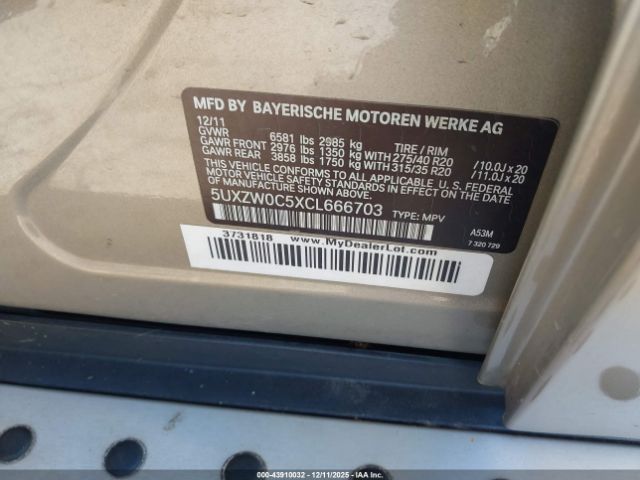 MFD BY BAYERISCHE MOTOREN WERKE AG
12/11
GVWR 6581 lbs 2985 kg TIRE / RIM
GAWR FRONT 2976 lbs 1350 kg WITH 275/40 R20 /10.0J x 20
GAWR REAR 3858 lbs 1750 kg WITH 315/35 R20 /11.0J x 20
THIS VEHICLE CONFORMS TO ALL APPLICABLE U.S. FEDERAL
MOTOR VEHICLE SAFETY STANDARDS IN EFFECT ON THE
DATE OF MANUFACTURE SHOWN ABOVE.
5UXZW0C5XCL666703 TYPE: MPV
A53M
7 320 729
3731818 www.MyDealerLot.com
000-43910032 - 12/11/2025 - IAA Inc.